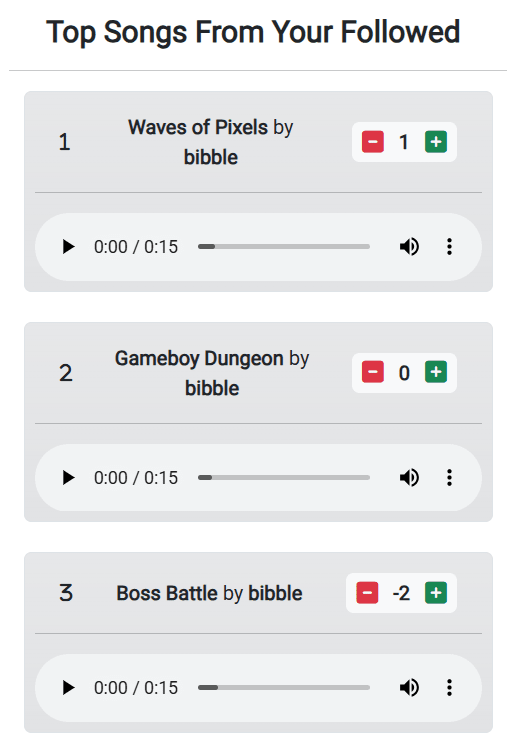 Top Songs From Your Followed
1
Waves of Pixels by
bibble
1
0:00 / 0:15
2
Gameboy Dungeon by
bibble
0
0:00 / 0:15
3
Boss Battle by bibble
-2
0:00 / 0:15